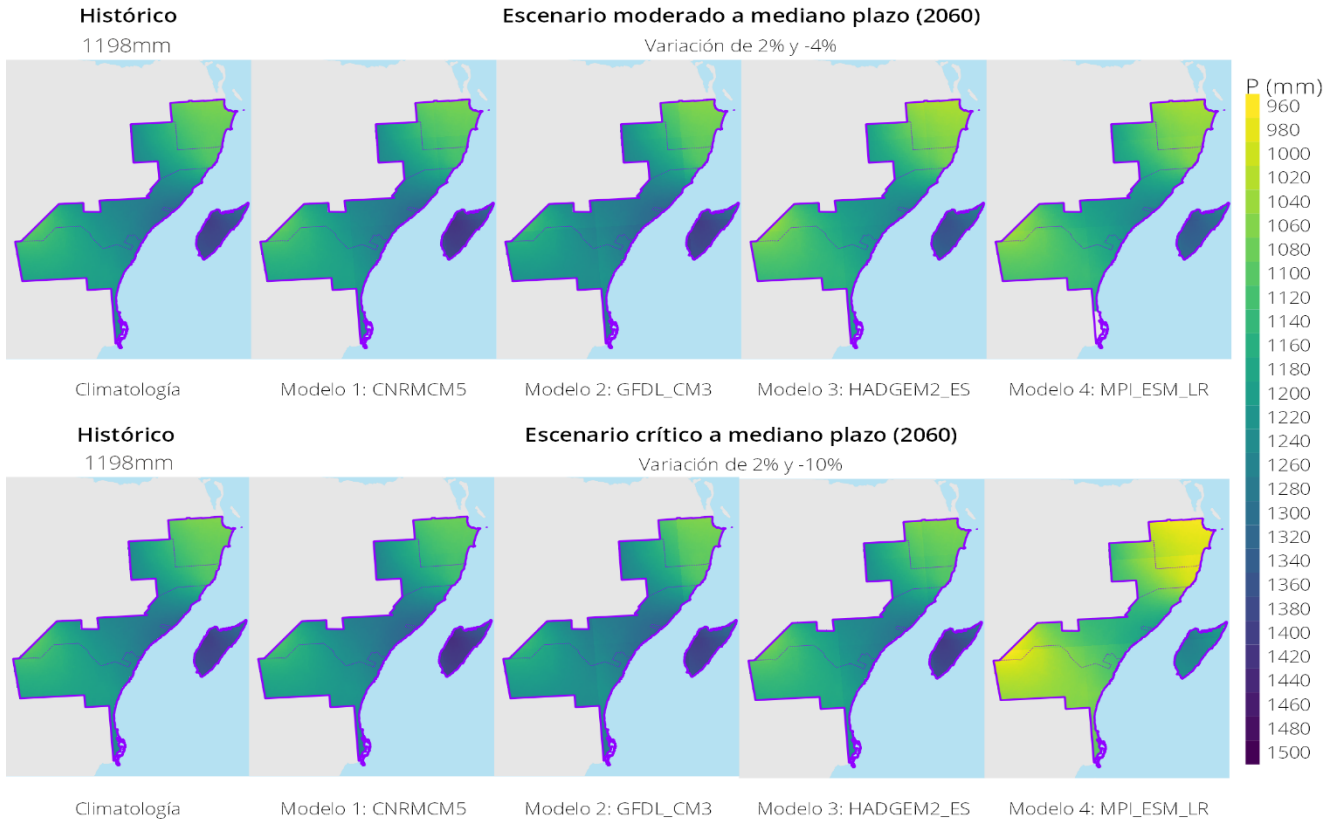 Histórico
Escenario moderado a mediano plazo (2060)
1198mm
Variación de 2% y -4%
P (mm)
960
980
1000
1020
1040
1060
1080
1100
1120
1140
1160
1180
1200
1220
1240
1260
1280
1300
1320
1340
1360
1380
1400
1420
1440
1460
1480
1500
Climatología
Modelo 1: CNRMCM5
Modelo 2: GFDL_CM3
Modelo 3: HADGEM2_ES
Modelo 4: MPI_ESM_LR
Histórico
Escenario crítico a mediano plazo (2060)
1198mm
Variación de 2% y -10%
Climatología
Modelo 1: CNRMCM5
Modelo 2: GFDL_CM3
Modelo 3: HADGEM2_ES
Modelo 4: MPI_ESM_LR